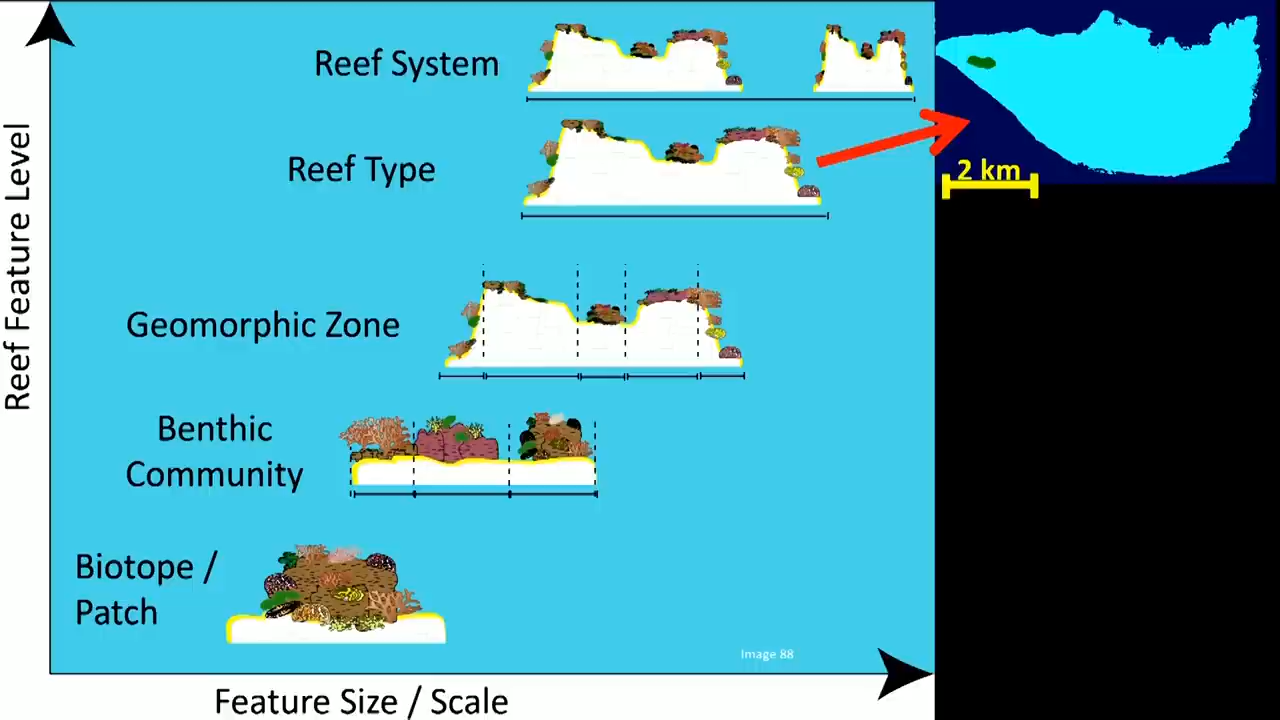 Reef System
Reef Type
2 km
Geomorphic Zone
Benthic
Community
Biotope /
Patch
Image 88
Feature Size / Scale
Reef Feature Level